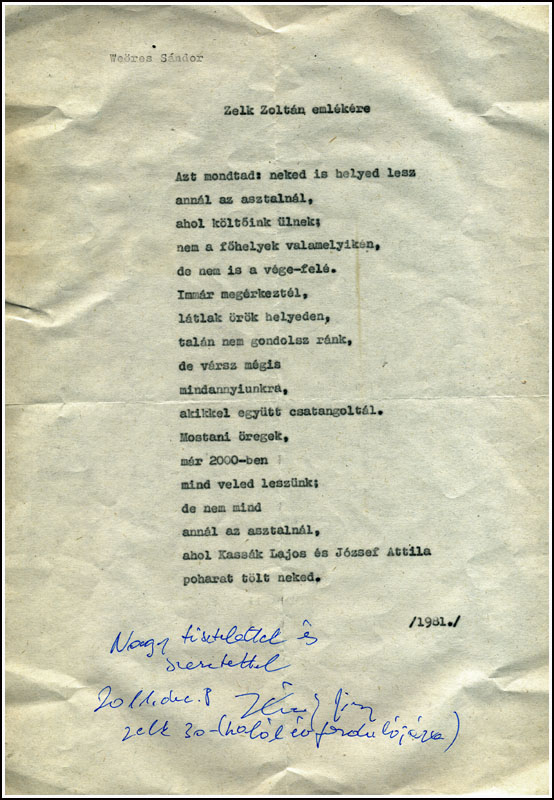 Weöres Sándor
Zelk Zoltán emlékére
Azt mondtad: neked is helyed lesz
annál az asztalnál,
ahol költőink ülnek;
nem a főhelyek valamelyikén,
de nem is a vége-felé.
Immár megérkeztél,
látlak örök helyeden,
talán nem gondolsz ránk,
de vársz mégis
mindannyiunkra,
akikkel együtt csatangoltál.
Mostani öregek,
már 2000-ben
mind veled leszünk;
de nem mind
annál az asztalnál,
ahol Kassák Lajos és József Attila
poharat tölt neked.
/1981./
Nagy tisztelettel és
szeretettel
2011. dec.
Zelk 30-(halálévfordulójára)